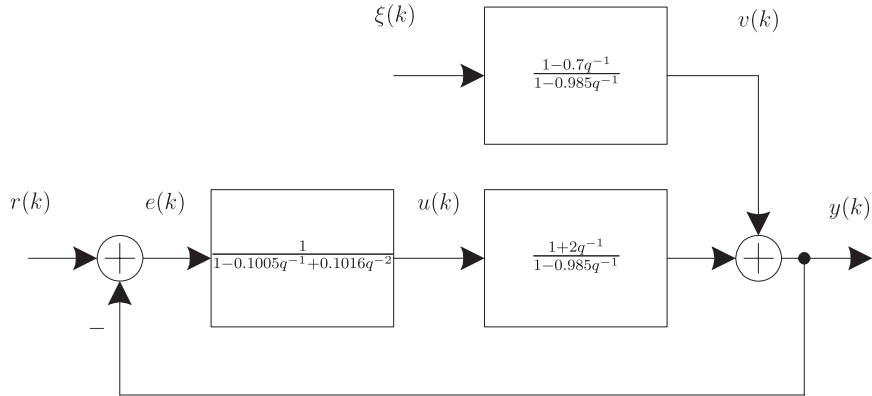 ξ(k)
v(k)
1−0.7q⁻¹
1−0.985q⁻¹
r(k)
e(k)
u(k)
y(k)
1
1−0.1005q⁻¹+0.1016q⁻²
1+2q⁻¹
1−0.985q⁻¹
−